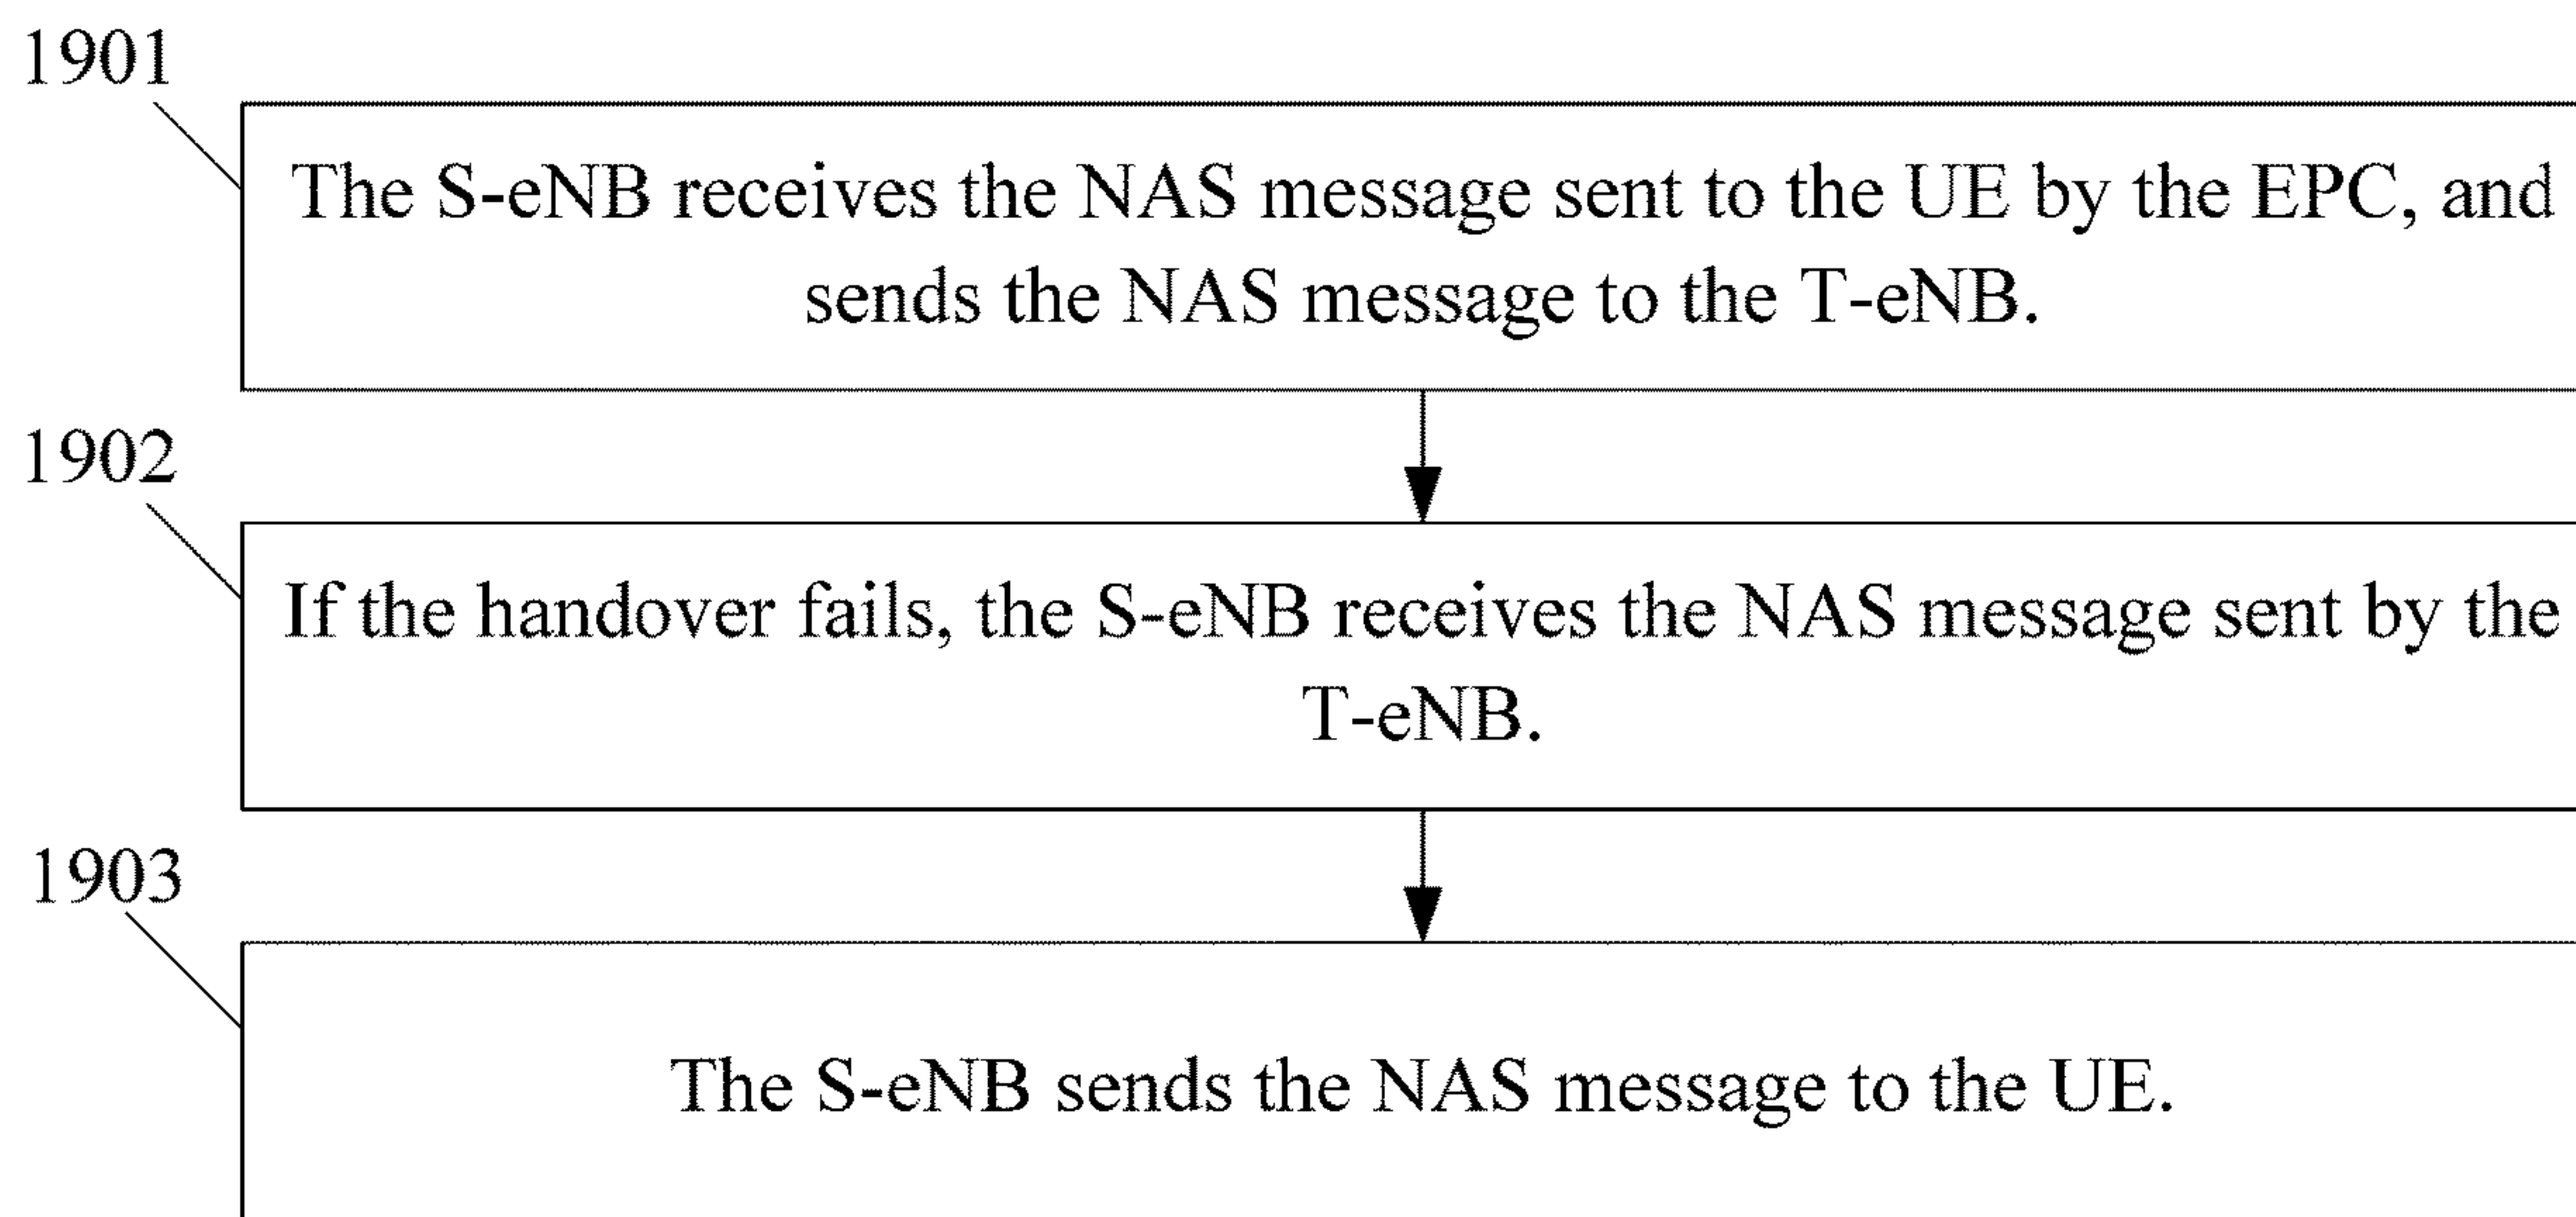 1901
The S-eNB receives the NAS message sent to the UE by the EPC, and
sends the NAS message to the T-eNB.
1902
If the handover fails, the S-eNB receives the NAS message sent by the
T-eNB.
1903
The S-eNB sends the NAS message to the UE.